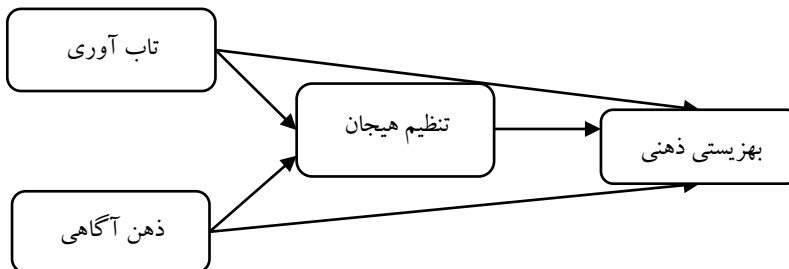 تاب آوری
تنظیم هیجان
بهزیستی ذهنی
ذهن آگاهی